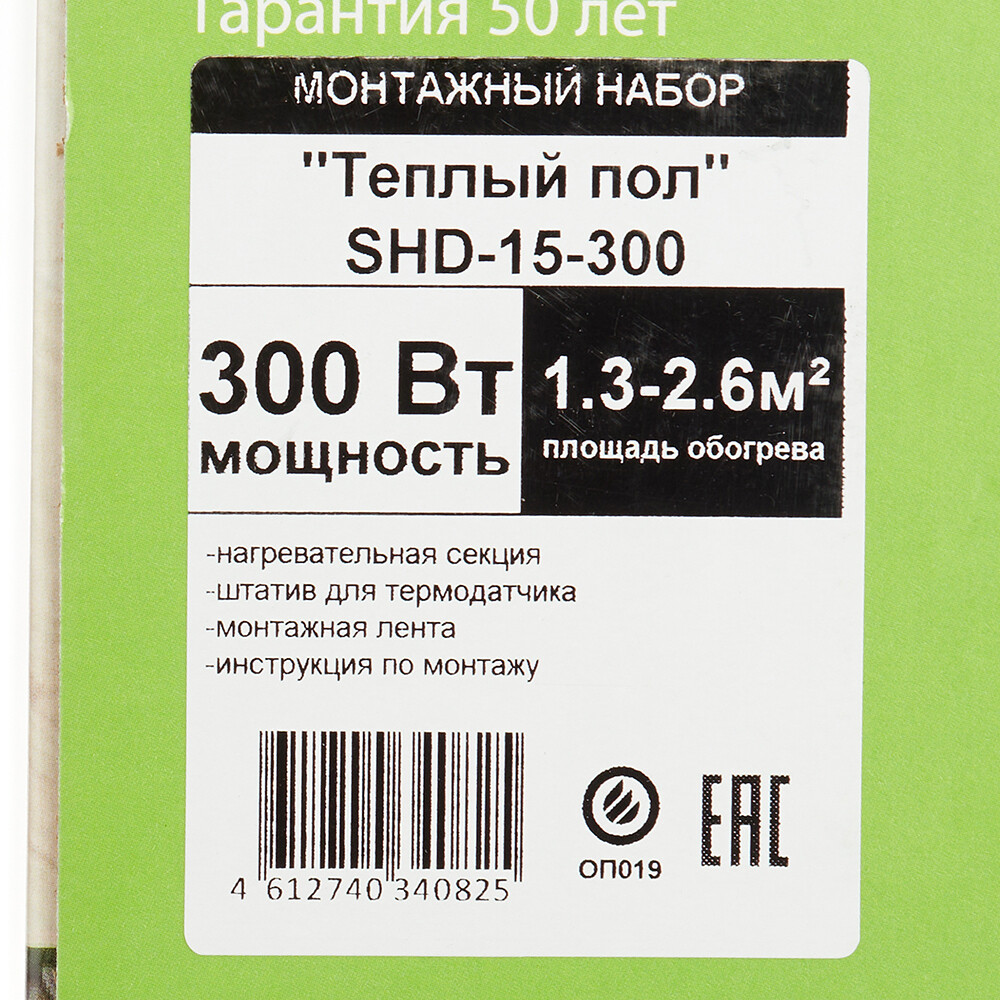 Гарантия 50 лет
МОНТАЖНЫЙ НАБОР
"Теплый пол"
SHD-15-300
300 Вт
мощность
1.3-2.6м²
площадь обогрева
-нагревательная секция
-штатив для термодатчика
-монтажная лента
-инструкция по монтажу
4 612740 340825
ОП019
EAC